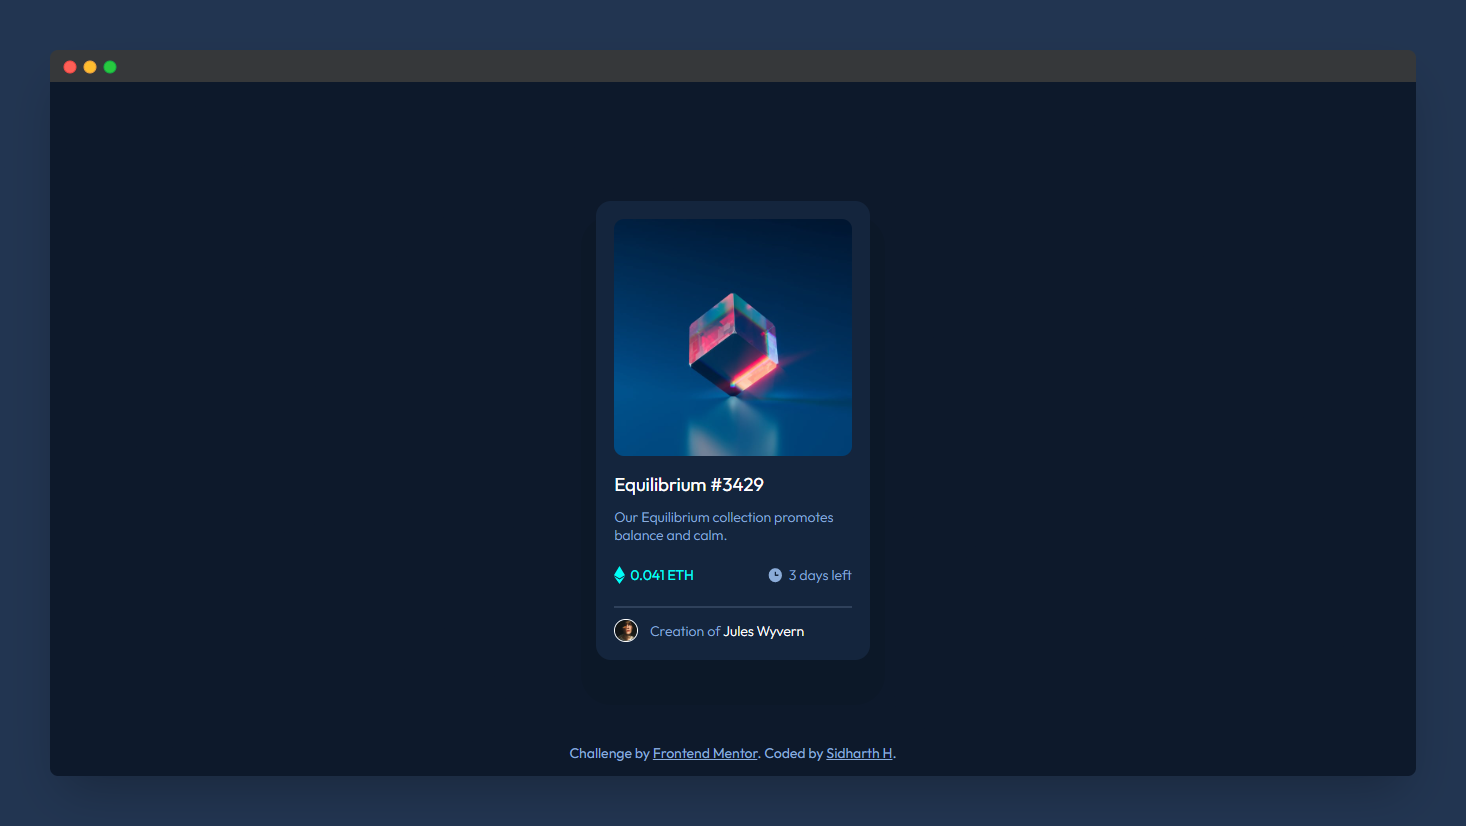 Equilibrium #3429
Our Equilibrium collection promotes
balance and calm.
0.041 ETH
3 days left
Creation of Jules Wyvern
Challenge by Frontend Mentor. Coded by Sidharth H.